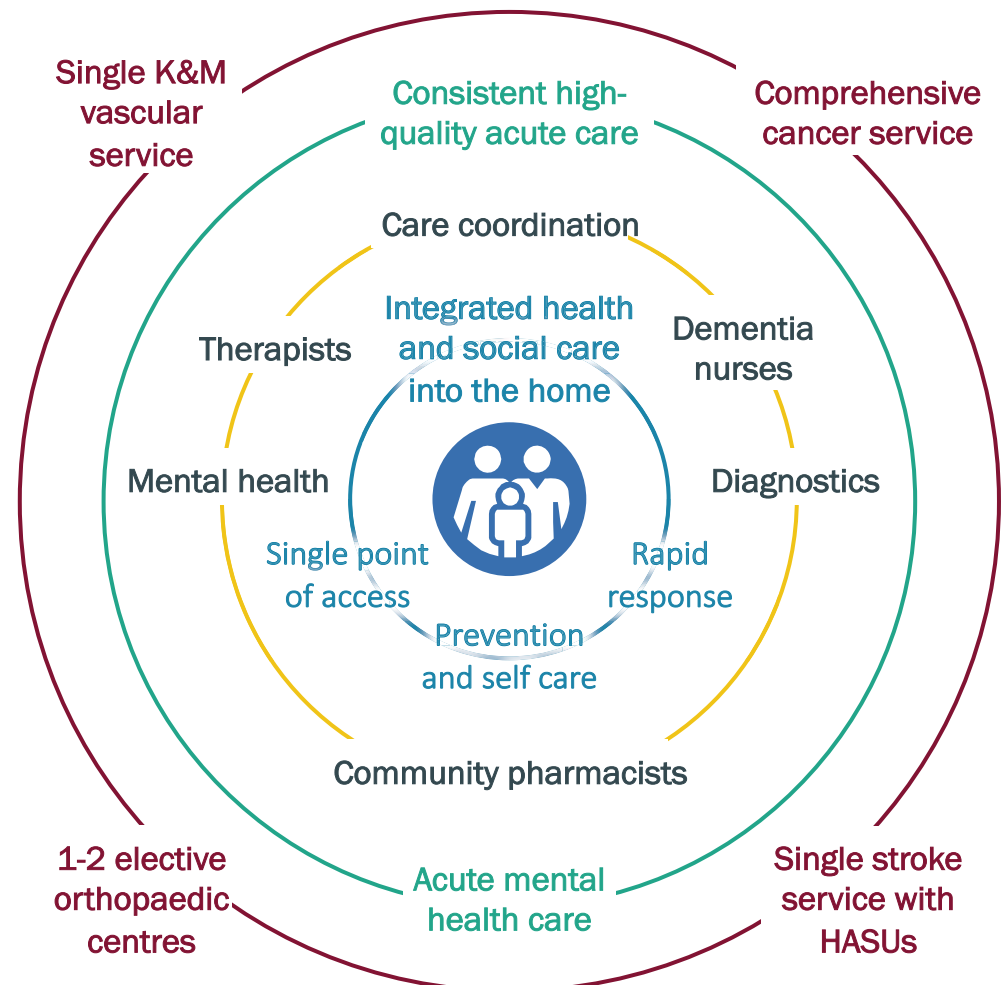 Single K&M
vascular
service
Consistent high-
quality acute care
Comprehensive
cancer service
Care coordination
Integrated health
and social care
into the home
Therapists
Dementia
nurses
Mental health
Diagnostics
Single point
of access
Rapid
response
Prevention
and self care
Community pharmacists
1-2 elective
orthopaedic
centres
Acute mental
health care
Single stroke
service with
HASUs